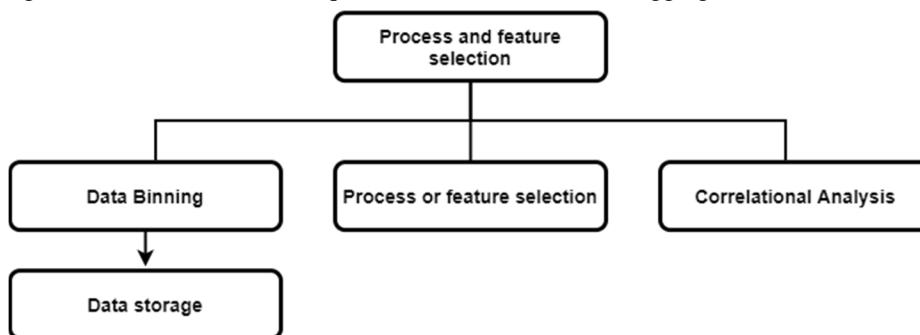 Process and feature
selection
Data Binning
Process or feature selection
Correlational Analysis
Data storage